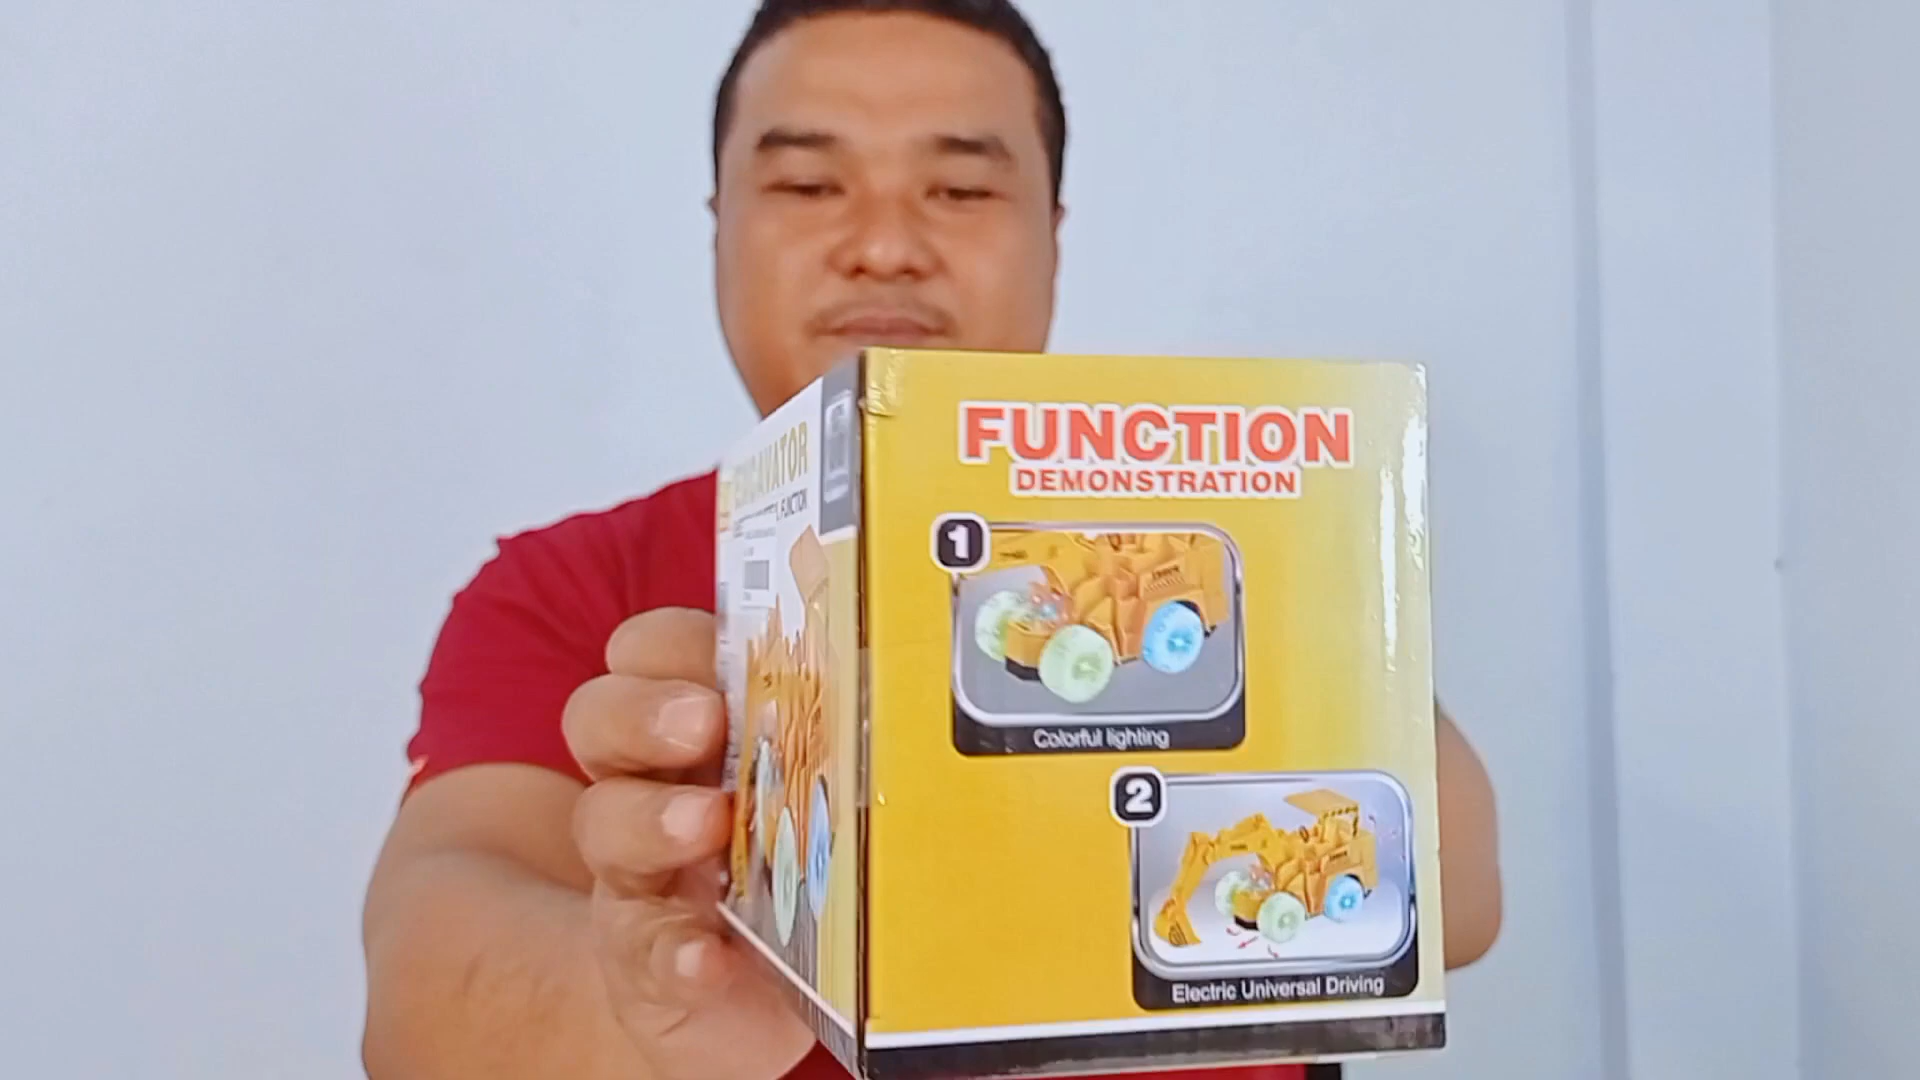 EXCAVATOR
FUNCTION
FUNCTION
DEMONSTRATION
1
Colorful lighting
2
Electric Universal Driving